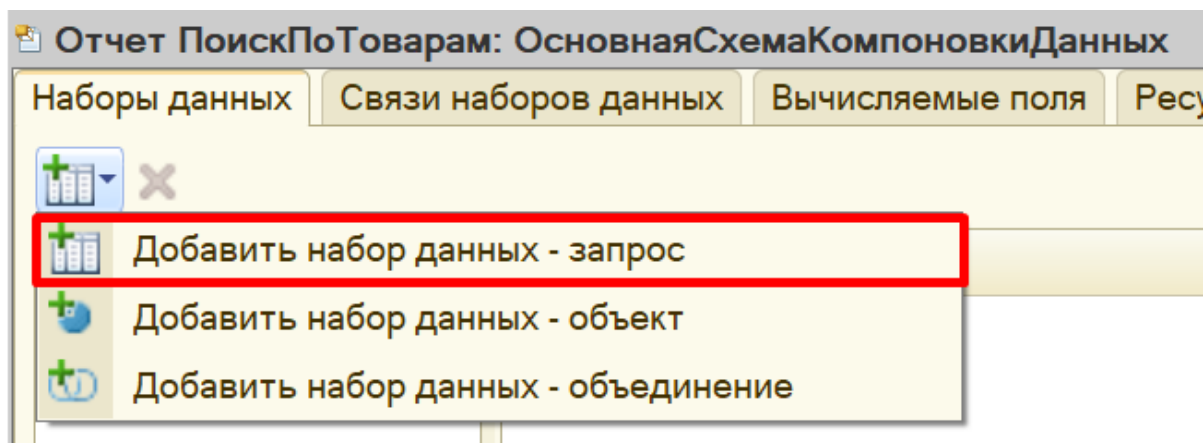 Отчет ПоискПоТоварам: ОсновнаяСхемаКомпоновкиДанных
Наборы данных Связи наборов данных Вычисляемые поля Ресу
Добавить набор данных - запрос
Добавить набор данных - объект
Добавить набор данных - объединение